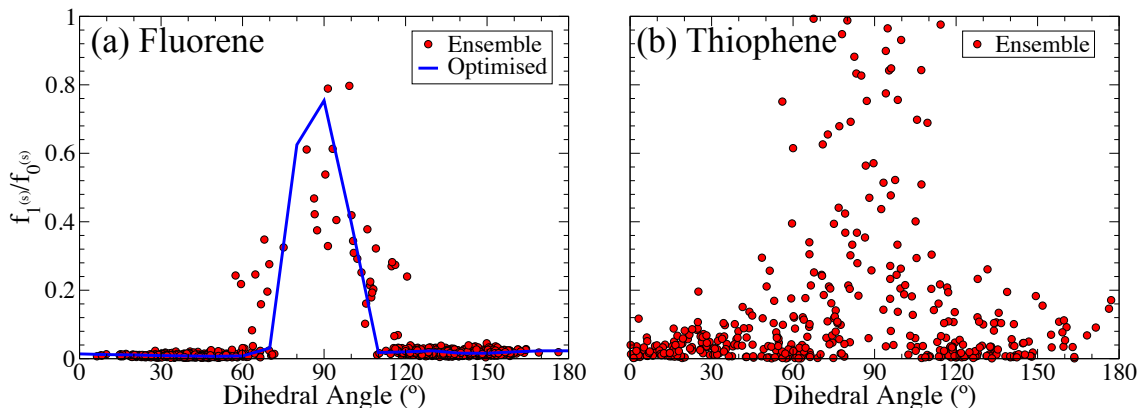 (a) Fluorene
Ensemble
Optimised
(b) Thiophene
Ensemble
1
0.8
0.6
0.4
0.2
0
f₁⁽ˢ⁾/f₀⁽ˢ⁾
0 30 60 90 120 150 180
0 30 60 90 120 150 180
Dihedral Angle (º)
Dihedral Angle (º)